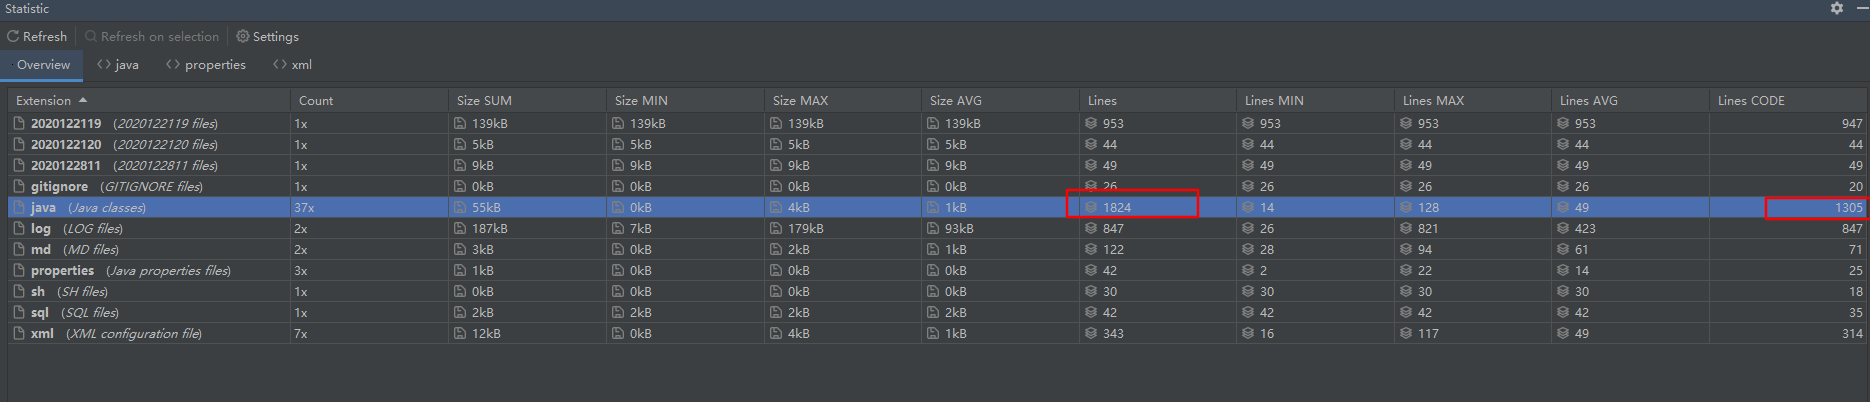 Statistic
Refresh Refresh on selection Settings
Overview java properties xml
Extension Count Size SUM Size MIN Size MAX Size AVG Lines Lines MIN Lines MAX Lines AVG Lines CODE
2020122119 (2020122119 files) 1x 139kB 139kB 139kB 139kB 953 953 953 953 947
2020122120 (2020122120 files) 1x 5kB 5kB 5kB 5kB 44 44 44 44 44
2020122811 (2020122811 files) 1x 9kB 9kB 9kB 9kB 49 49 49 49 49
gitignore (GITIGNORE files) 1x 0kB 0kB 0kB 0kB 26 26 26 26 20
java (Java classes) 37x 55kB 0kB 4kB 1kB 1824 14 128 49 1305
log (LOG files) 2x 187kB 7kB 179kB 93kB 847 26 821 423 847
md (MD files) 2x 3kB 0kB 2kB 1kB 122 28 94 61 71
properties (Java properties files) 3x 1kB 0kB 0kB 0kB 42 2 22 14 25
sh (SH files) 1x 0kB 0kB 0kB 0kB 30 30 30 30 18
sql (SQL files) 1x 2kB 2kB 2kB 2kB 42 42 42 42 35
xml (XML configuration file) 7x 12kB 0kB 4kB 1kB 343 16 117 49 314